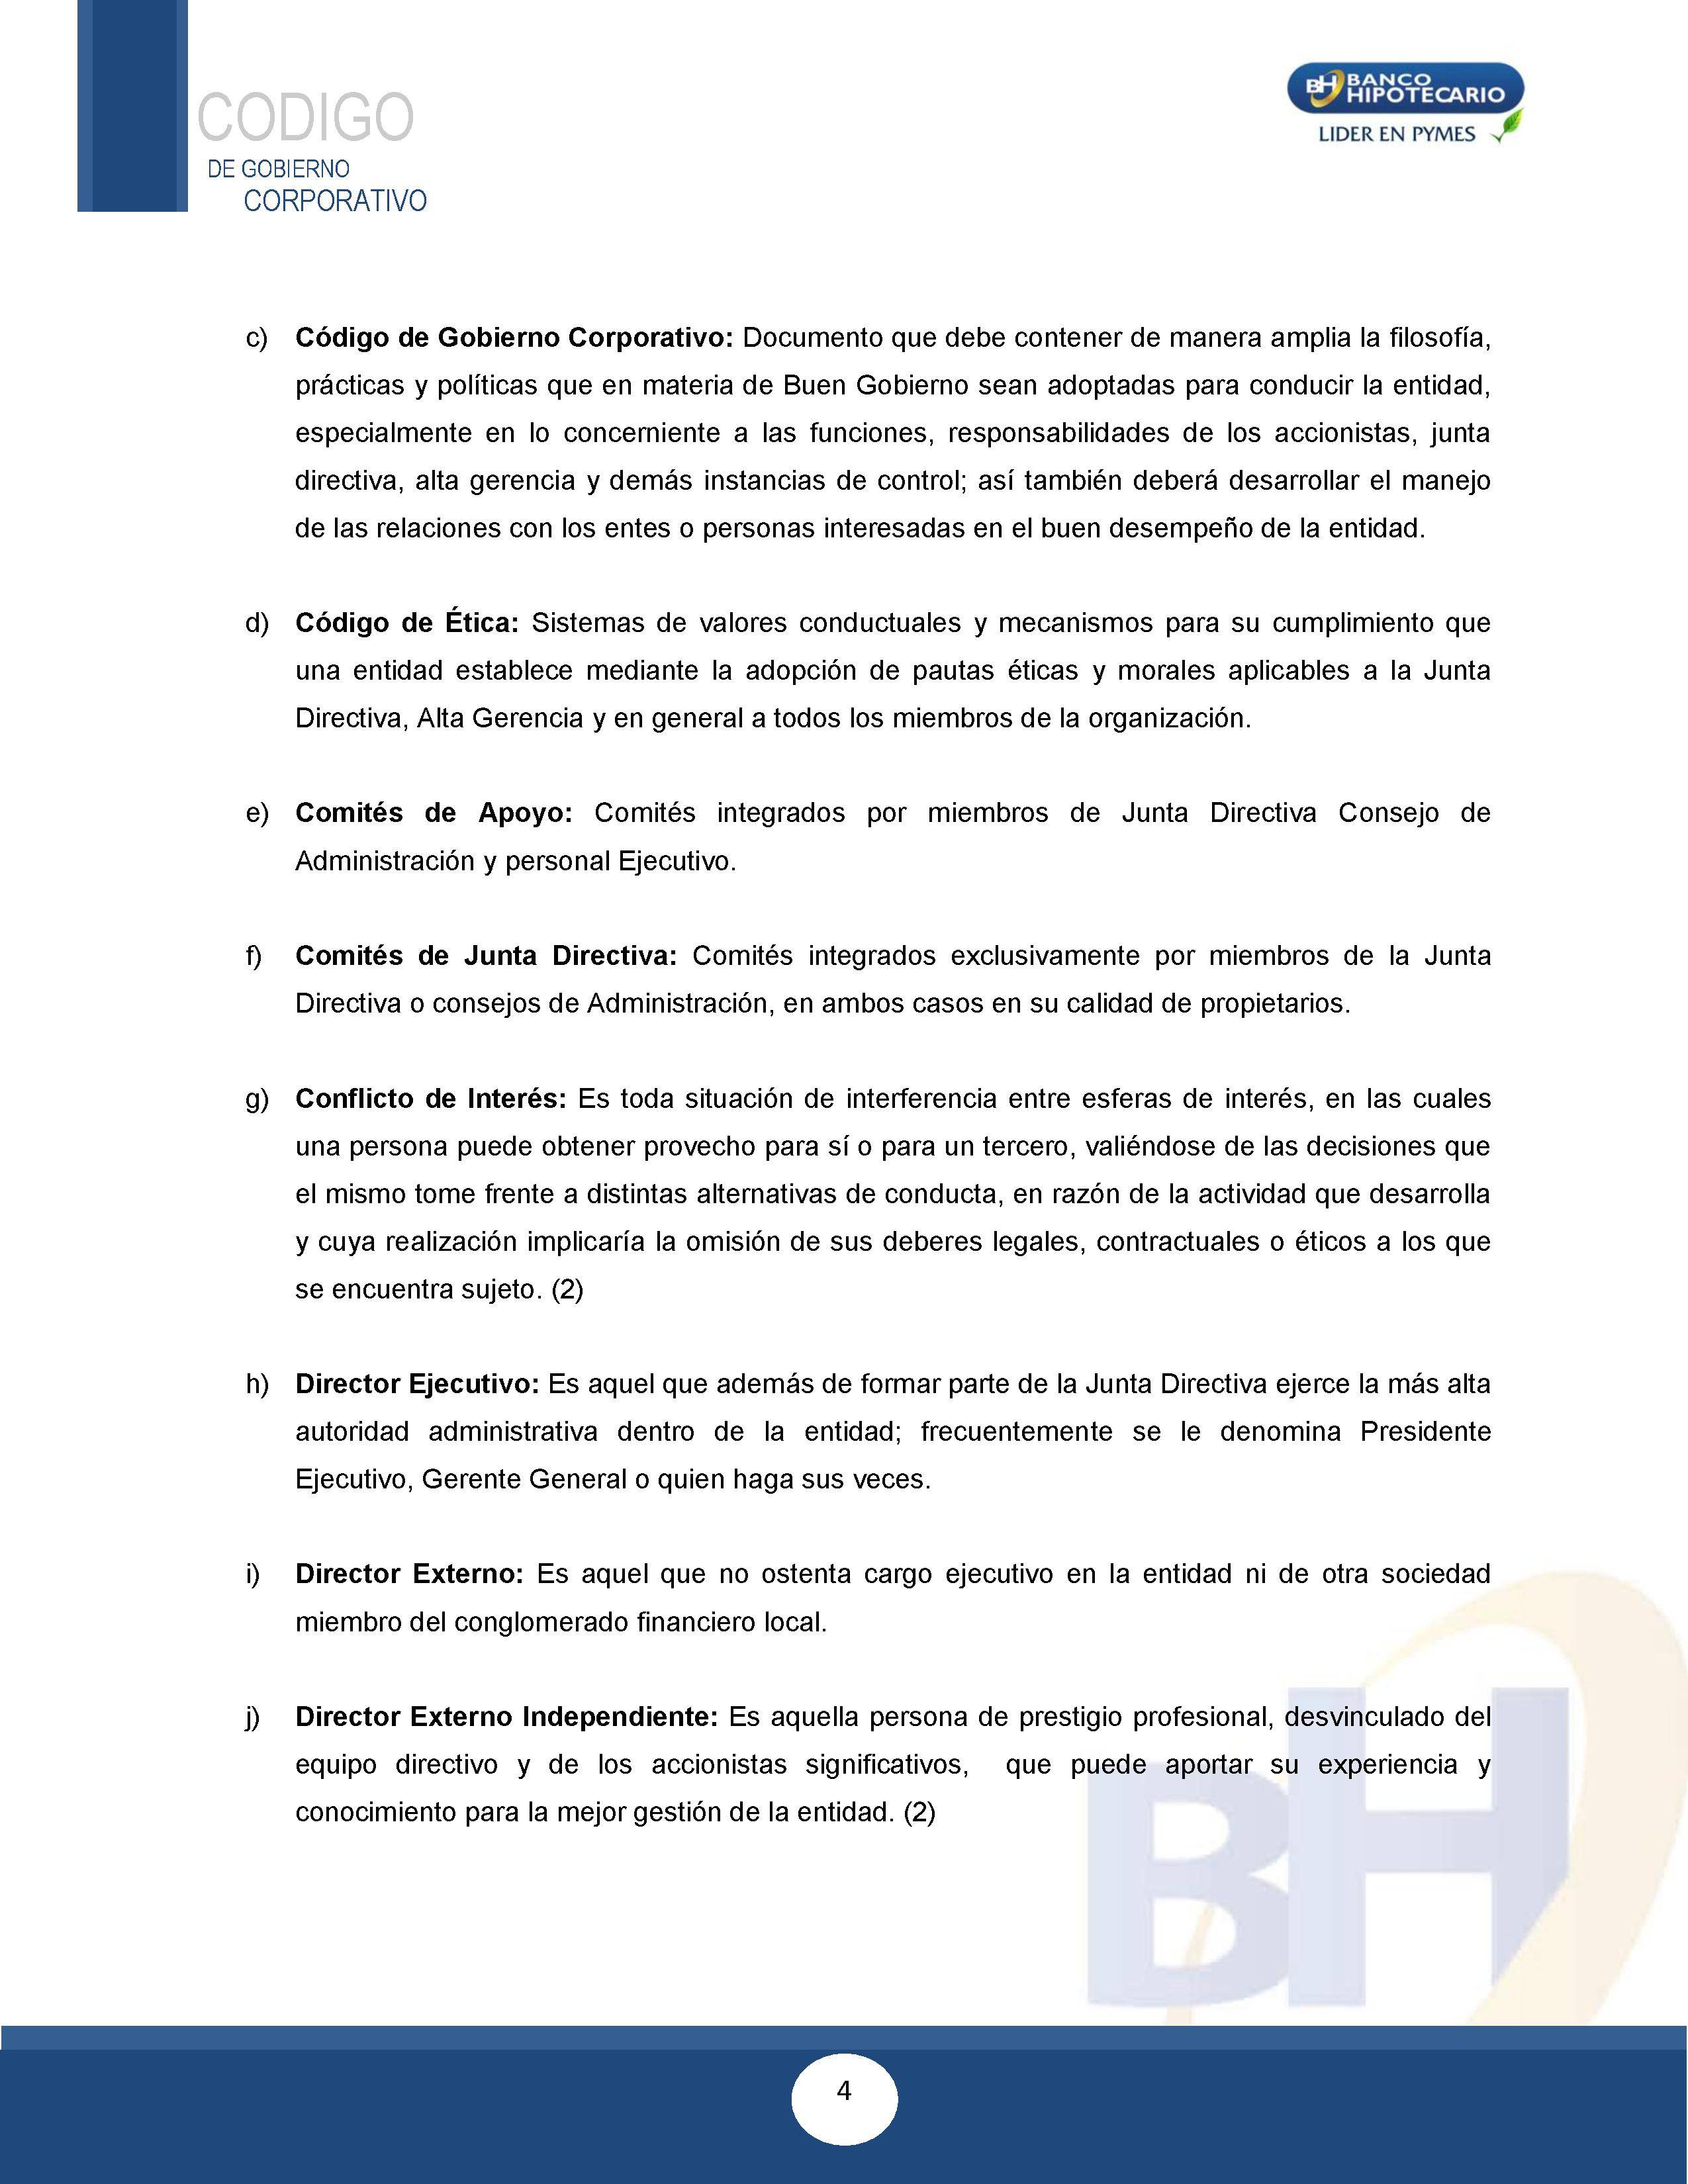 CODIGO
DE GOBIERNO
CORPORATIVO
BH BANCO
HIPOTECARIO
LIDER EN PYMES
c) Código de Gobierno Corporativo: Documento que debe contener de manera amplia la filosofía,
prácticas y políticas que en materia de Buen Gobierno sean adoptadas para conducir la entidad,
especialmente en lo concerniente a las funciones, responsabilidades de los accionistas, junta
directiva, alta gerencia y demás instancias de control; así también deberá desarrollar el manejo
de las relaciones con los entes o personas interesadas en el buen desempeño de la entidad.
d) Código de Ética: Sistemas de valores conductuales y mecanismos para su cumplimiento que
una entidad establece mediante la adopción de pautas éticas y morales aplicables a la Junta
Directiva, Alta Gerencia y en general a todos los miembros de la organización.
e) Comités de Apoyo: Comités integrados por miembros de Junta Directiva Consejo de
Administración y personal Ejecutivo.
f) Comités de Junta Directiva: Comités integrados exclusivamente por miembros de la Junta
Directiva o consejos de Administración, en ambos casos en su calidad de propietarios.
g) Conflicto de Interés: Es toda situación de interferencia entre esferas de interés, en las cuales
una persona puede obtener provecho para sí o para un tercero, valiéndose de las decisiones que
el mismo tome frente a distintas alternativas de conducta, en razón de la actividad que desarrolla
y cuya realización implicaría la omisión de sus deberes legales, contractuales o éticos a los que
se encuentra sujeto. (2)
h) Director Ejecutivo: Es aquel que además de formar parte de la Junta Directiva ejerce la más alta
autoridad administrativa dentro de la entidad; frecuentemente se le denomina Presidente
Ejecutivo, Gerente General o quien haga sus veces.
i) Director Externo: Es aquel que no ostenta cargo ejecutivo en la entidad ni de otra sociedad
miembro del conglomerado financiero local.
j) Director Externo Independiente: Es aquella persona de prestigio profesional, desvinculado del
equipo directivo y de los accionistas significativos, que puede aportar su experiencia y
conocimiento para la mejor gestión de la entidad. (2)
BH
4